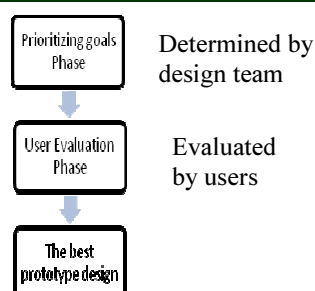 Prioritizing goals
Phase
Determined by
design team
User Evaluation
Phase
Evaluated
by users
The best
prototype design